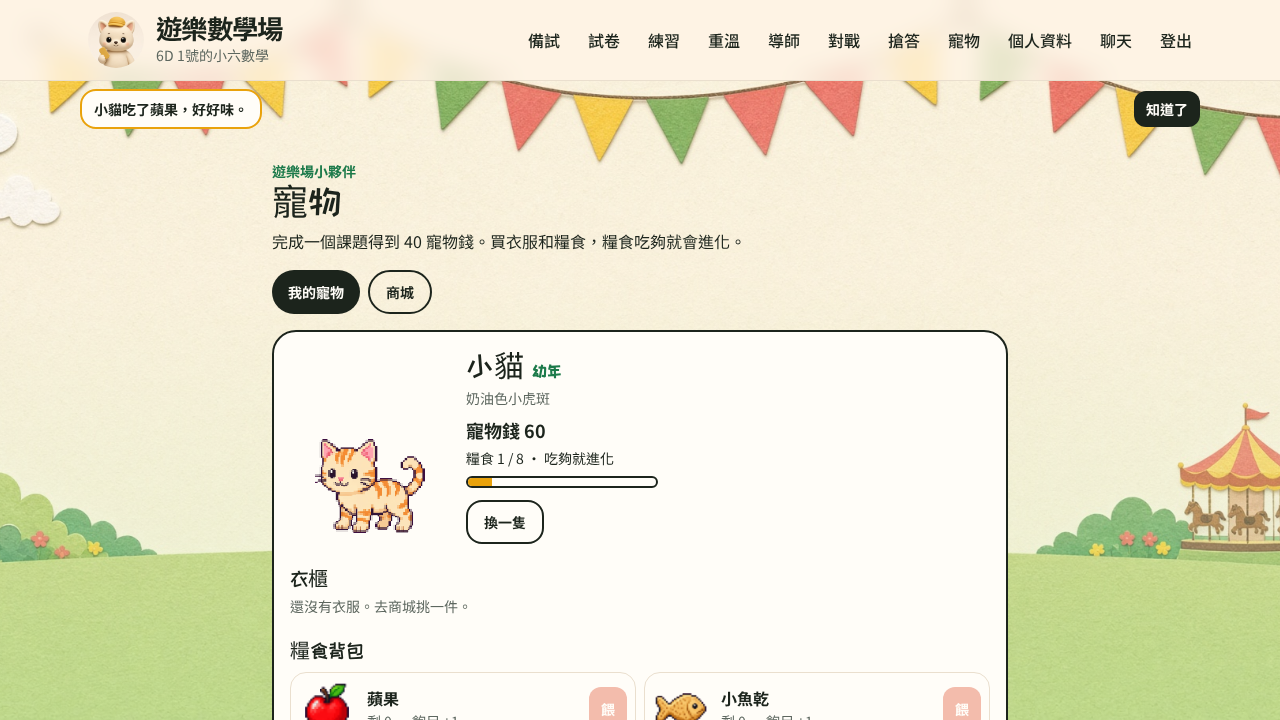 遊樂數學場
6D 1號的小六數學
備試 試卷 練習 重溫 導師 對戰 搶答 寵物 個人資料 聊天 登出
小貓吃了蘋果，好好味。
知道了
遊樂場小夥伴
寵物
完成一個課題得到 40 寵物錢。買衣服和糧食，糧食吃夠就會進化。
我的寵物 商城
小貓 幼年
奶油色小虎斑
寵物錢 60
糧食 1 / 8 · 吃夠就進化
換一隻
衣櫃
還沒有衣服。去商城挑一件。
糧食背包
蘋果
餵
小魚乾
餵